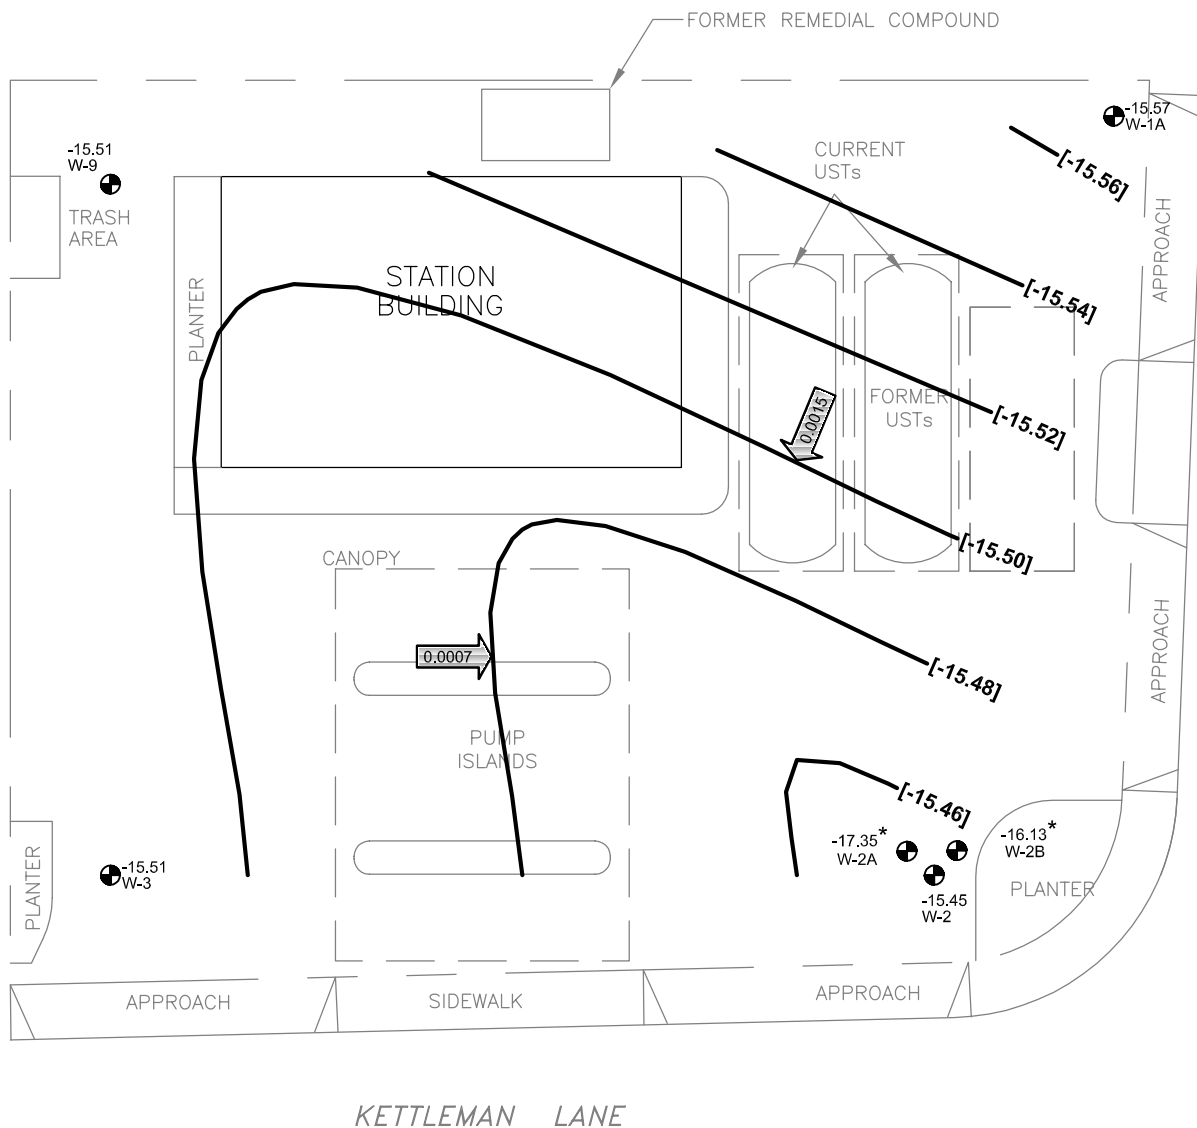 FORMER REMEDIAL COMPOUND
-15.57
W-1A
-15.51
W-9
CURRENT
USTs
[-15.56]
TRASH
AREA
APPROACH
STATION
BUILDING
[-15.54]
PLANTER
0.0015
FORMER
USTs
[-15.52]
[-15.50]
CANOPY
APPROACH
0.0007
[-15.48]
PUMP
ISLANDS
[-15.46]
-17.35*
W-2A
-16.13*
W-2B
PLANTER
-15.51
W-3
-15.45
W-2
PLANTER
APPROACH
SIDEWALK
APPROACH
KETTLEMAN LANE